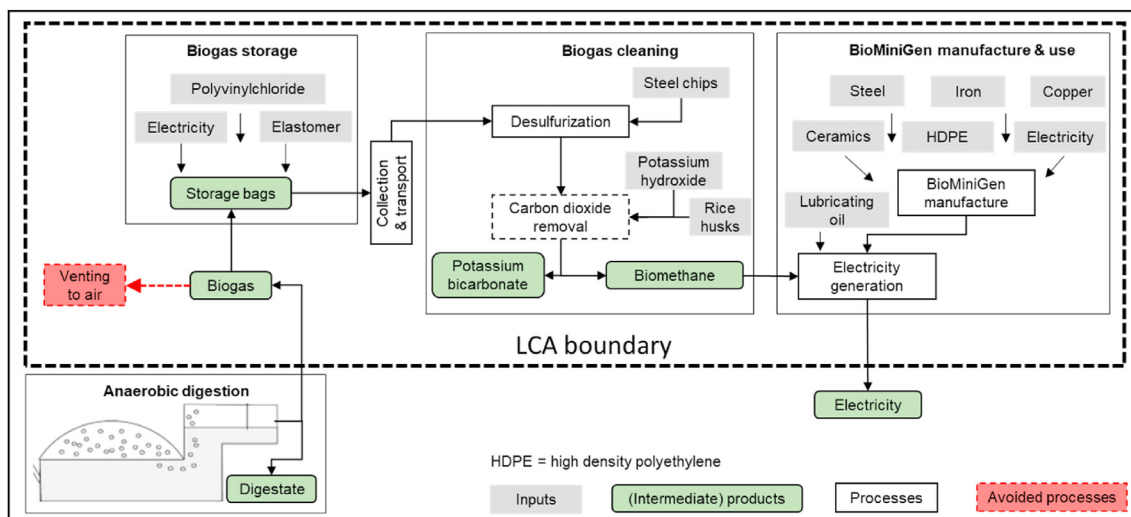 Biogas storage
Polyvinylchloride
Electricity
Elastomer
Storage bags
Venting
to air
Biogas
Collection
& transport
Biogas cleaning
Steel chips
Desulfurization
Potassium
hydroxide
Carbon dioxide
removal
Rice
husks
Potassium
bicarbonate
Biomethane
BioMiniGen manufacture & use
Steel
Iron
Copper
Ceramics
HDPE
Electricity
BioMiniGen
manufacture
Lubricating
oil
Electricity
generation
LCA boundary
Anaerobic digestion
Digestate
Electricity
HDPE = high density polyethylene
Inputs
(Intermediate) products
Processes
Avoided processes